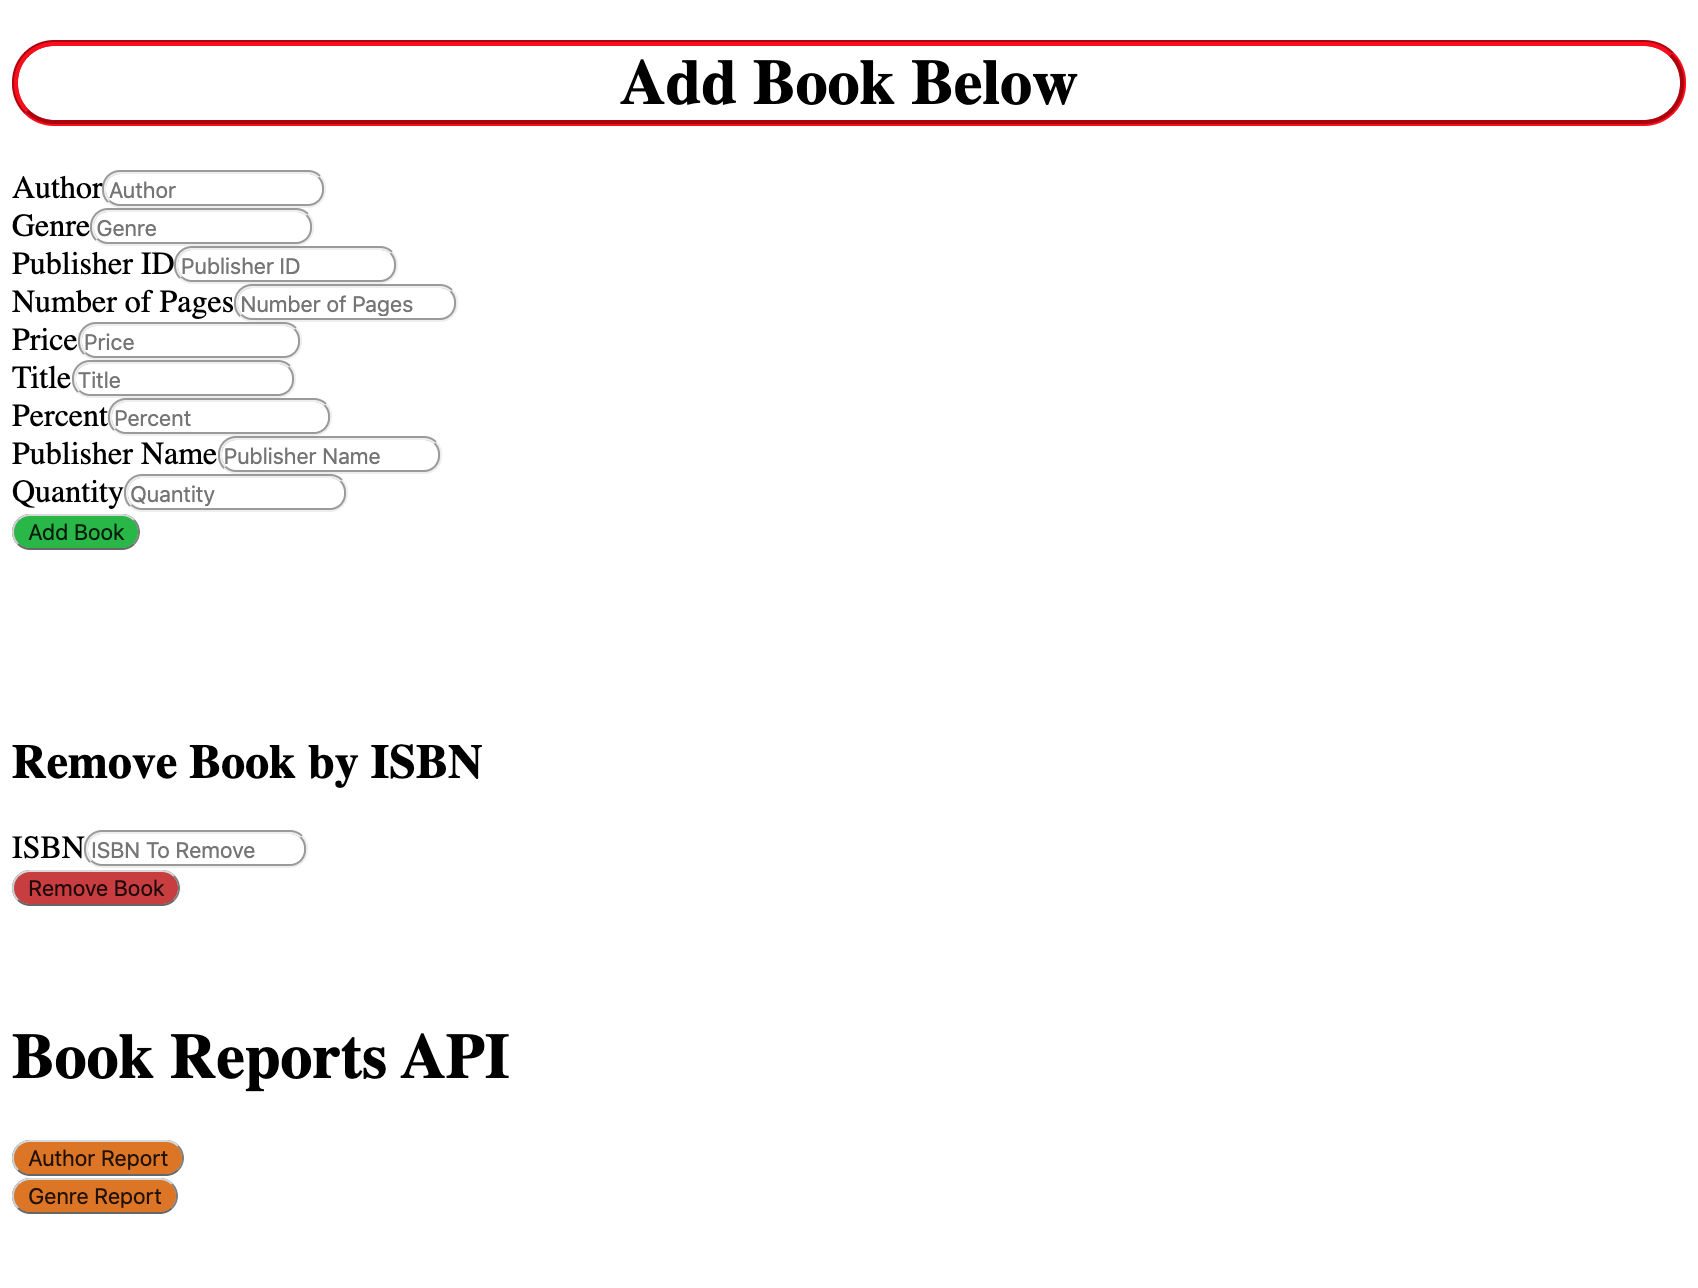 Add Book Below
Author Author
Genre Genre
Publisher ID Publisher ID
Number of Pages Number of Pages
Price Price
Title Title
Percent Percent
Publisher Name Publisher Name
Quantity Quantity
Add Book
Remove Book by ISBN
ISBN ISBN To Remove
Remove Book
Book Reports API
Author Report
Genre Report